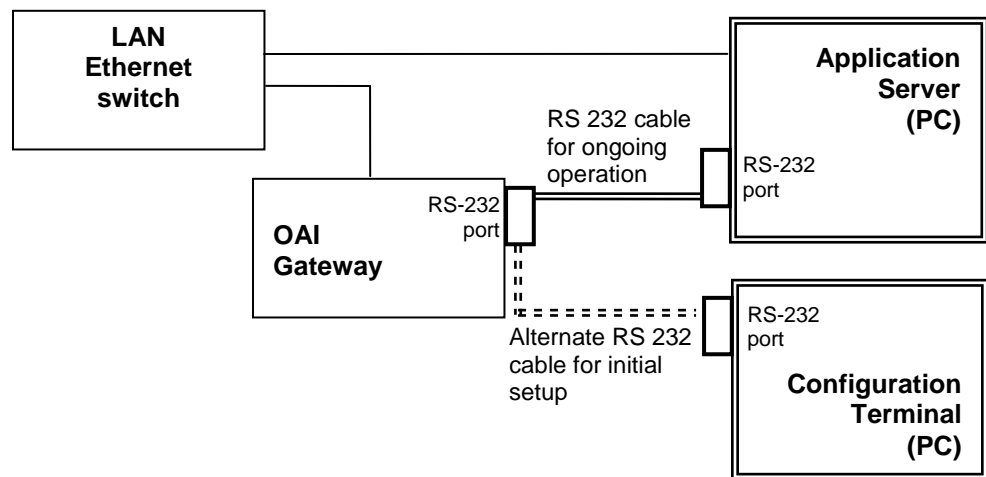 LAN
Ethernet
switch
Application
Server
(PC)
RS 232 cable
for ongoing
operation
RS-232
port
RS-232
port
OAI
Gateway
RS-232
port
Alternate RS 232
cable for initial
setup
Configuration
Terminal
(PC)